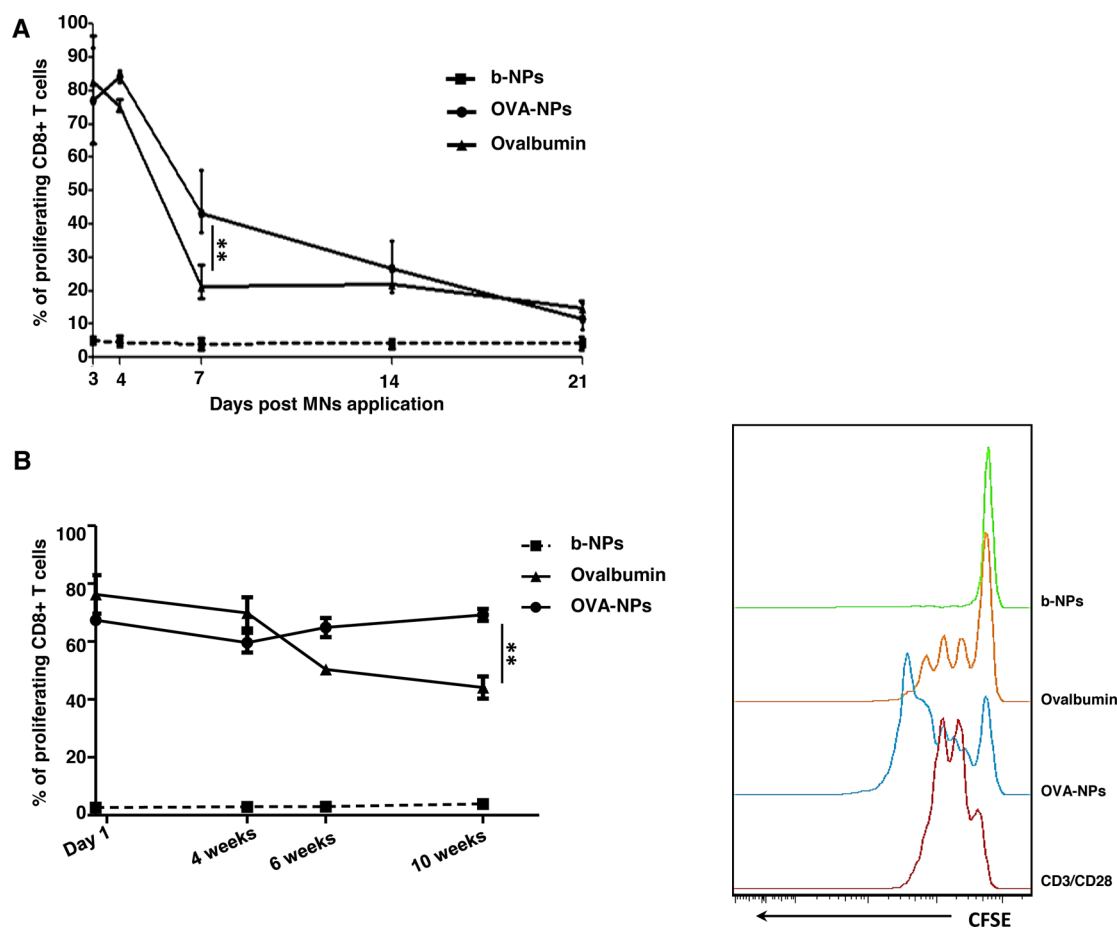 A
% of proliferating CD8+ T cells
100
90
80
70
60
50
40
30
20
10
0
3 4 7 14 21
Days post MNs application
b-NPs
OVA-NPs
Ovalbumin
**
B
% of proliferating CD8+ T cells
100
80
60
40
20
0
Day 1 4 weeks 6 weeks 10 weeks
b-NPs
Ovalbumin
OVA-NPs
**
b-NPs
Ovalbumin
OVA-NPs
CD3/CD28
CFSE